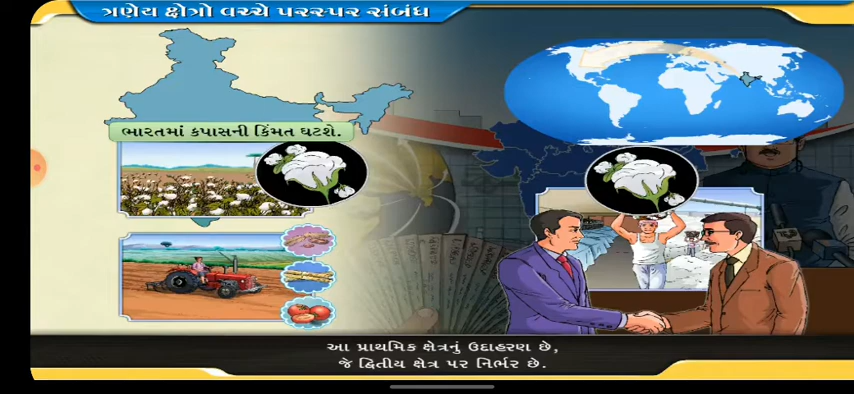 ત્રણેય ક્ષેત્રો વચ્ચે પરસ્પર સંબંધ
ભારતમાં કપાસની કિંમત ઘટશે.
આ પ્રાથમિક ક્ષેત્રનું ઉદાહરણ છે,
જે દ્વિતીય ક્ષેત્ર પર નિર્ભર છે.